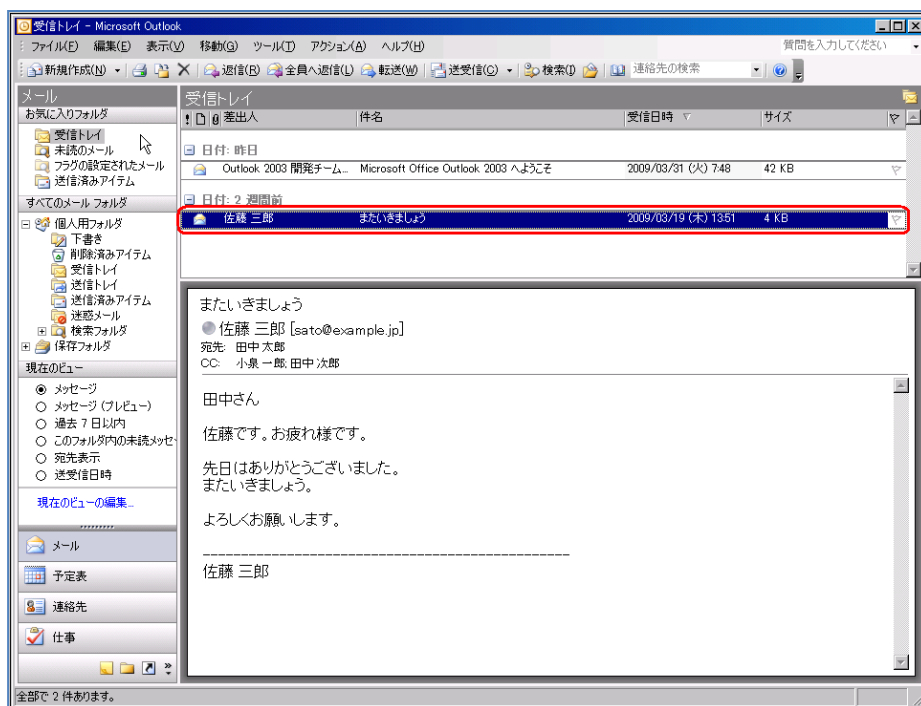 受信トレイ - Microsoft Outlook
ファイル(F) 編集(E) 表示(V) 移動(G) ツール(T) アクション(A) ヘルプ(H) 質問を入力してください
新規作成(N) 返信(R) 全員へ返信(L) 転送(W) 送受信(C) 検索(I) 連絡先の検索
メール
お気に入りフォルダ
受信トレイ
未読のメール
フラグの設定されたメール
送信済みアイテム
すべてのメール フォルダ
個人用フォルダ
下書き
削除済みアイテム
受信トレイ
送信トレイ
送信済みアイテム
迷惑メール
検索フォルダ
保存フォルダ
現在のビュー
メッセージ
メッセージ (プレビュー)
過去 7 日以内
このフォルダ内の未読メッセ
宛先表示
送受信日時
現在のビューの編集...
メール
予定表
連絡先
仕事
受信トレイ
差出人 件名 受信日時 サイズ
日付: 昨日
Outlook 2003 開発チーム... Microsoft Office Outlook 2003 へようこそ 2009/03/31 (火) 7:48 42 KB
日付: 2 週間前
佐藤 三郎 またいきましょう 2009/03/19 (木) 13:51 4 KB
またいきましょう
佐藤 三郎 [sato@example.jp]
宛先: 田中 太郎
CC: 小泉 一郎; 田中 次郎
田中さん
佐藤です。お疲れ様です。
先日はありがとうございました。
またいきましょう。
よろしくお願いします。
------------------------------------------------
佐藤 三郎
全部で 2 件あります。